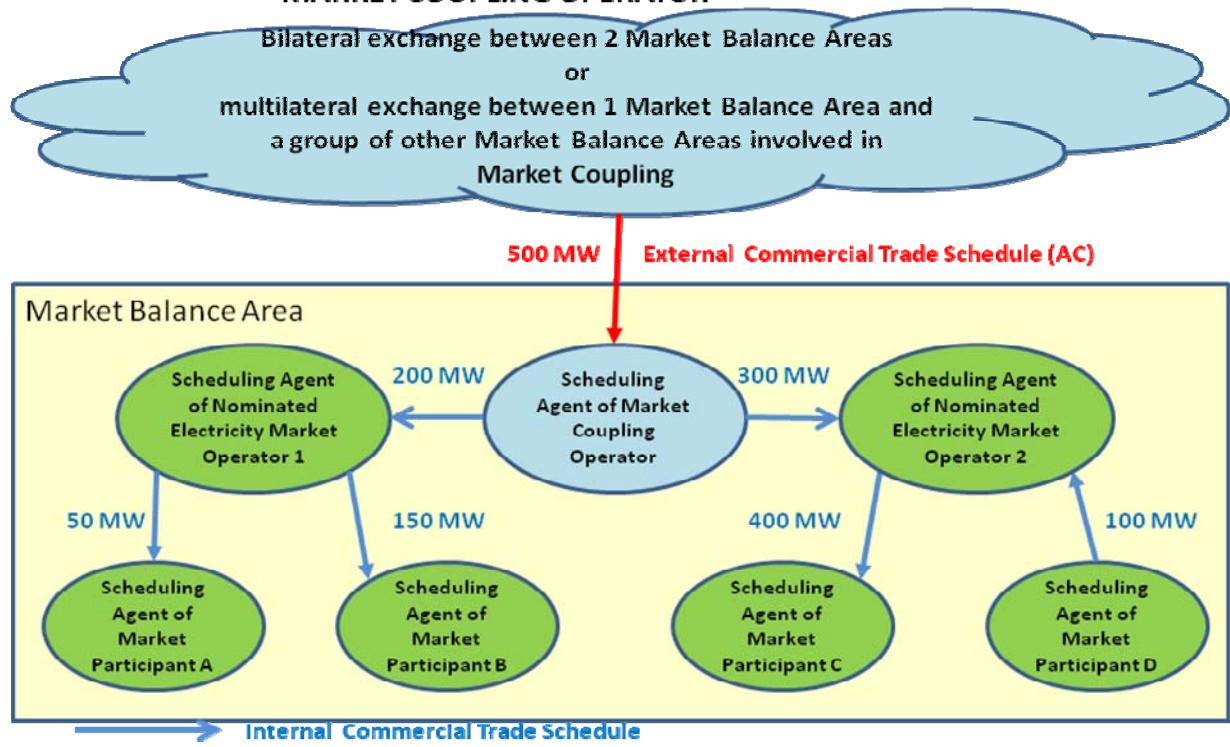 MARKET COUPLING OPERATOR
Bilateral exchange between 2 Market Balance Areas
or
multilateral exchange between 1 Market Balance Area and
a group of other Market Balance Areas involved in
Market Coupling
500 MW External Commercial Trade Schedule (AC)
Market Balance Area
Scheduling Agent
of Nominated
Electricity Market
Operator 1
200 MW
Scheduling
Agent of Market
Coupling
Operator
300 MW
Scheduling Agent
of Nominated
Electricity Market
Operator 2
50 MW
150 MW
400 MW
100 MW
Scheduling
Agent of
Market
Participant A
Scheduling
Agent of
Market
Participant B
Scheduling
Agent of
Market
Participant C
Scheduling
Agent of
Market
Participant D
Internal Commercial Trade Schedule